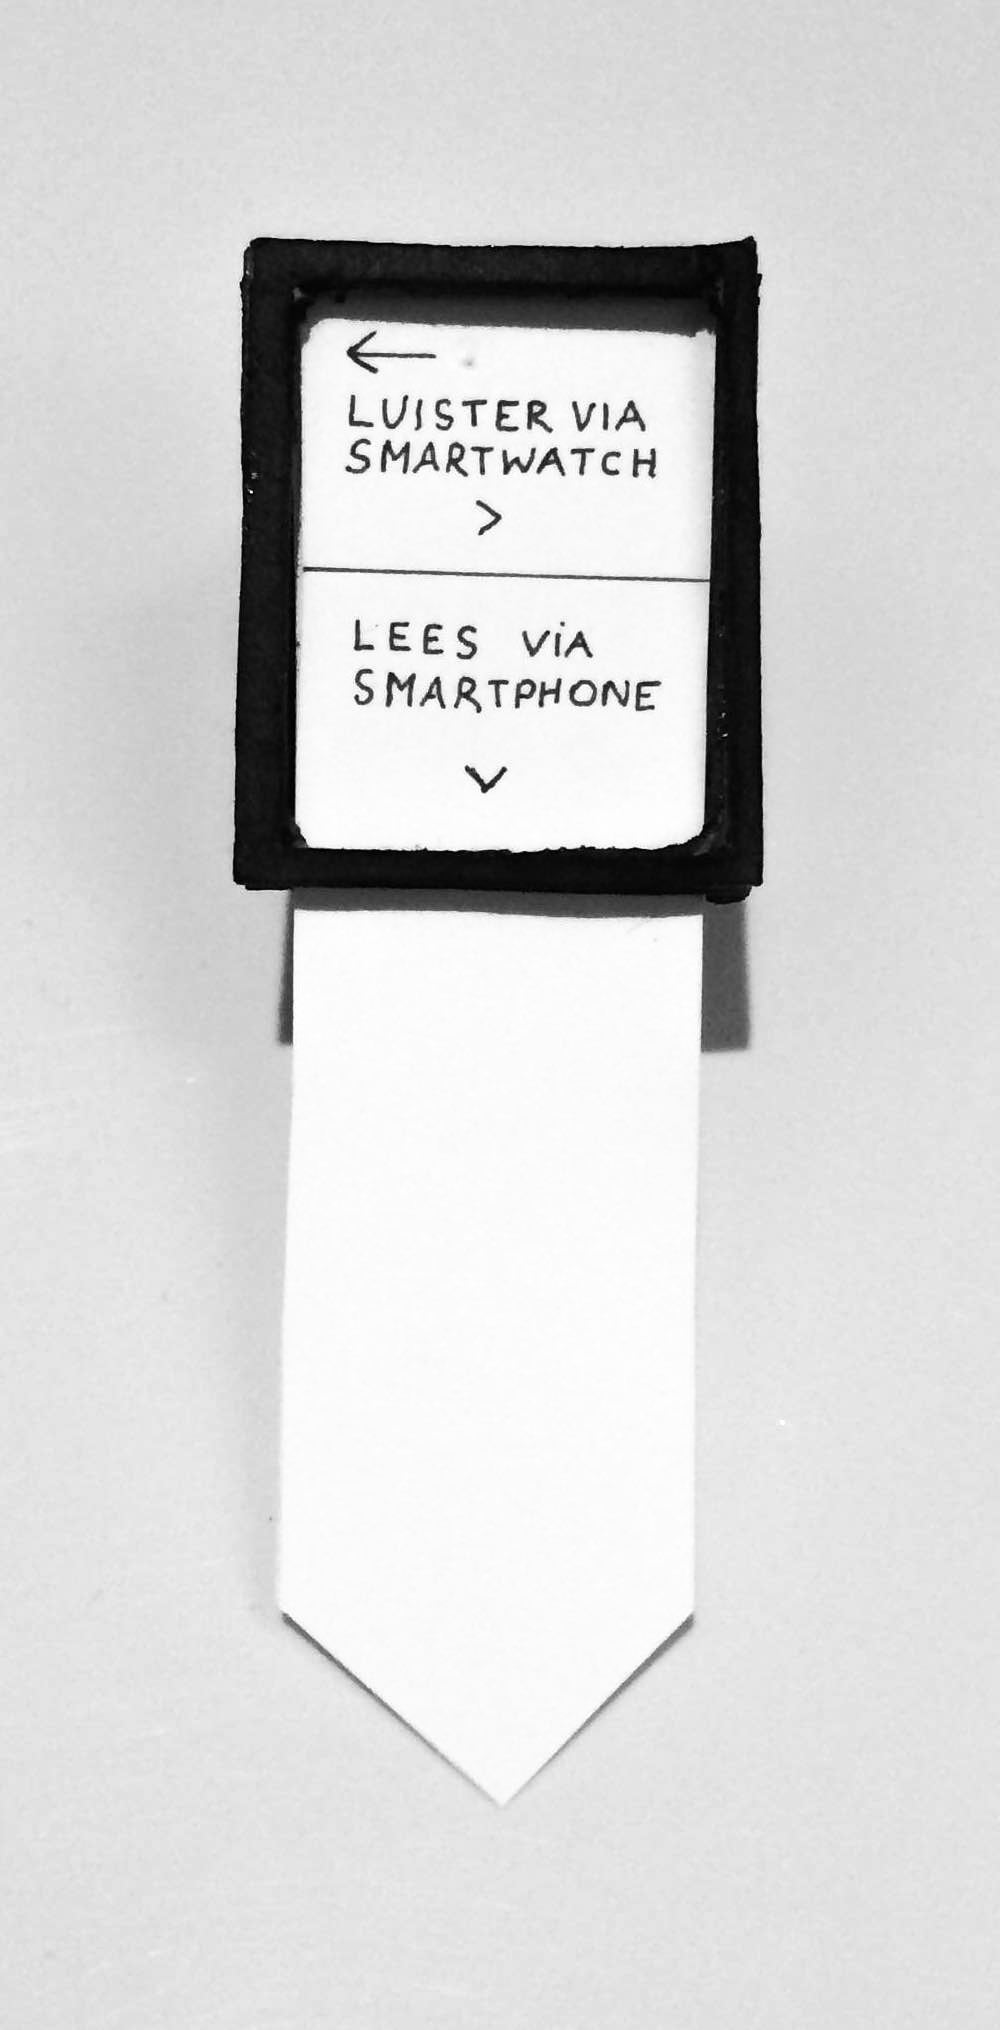 ←
LUISTER VIA
SMARTWATCH
>
LEES ViA
SMARTPHONE
v